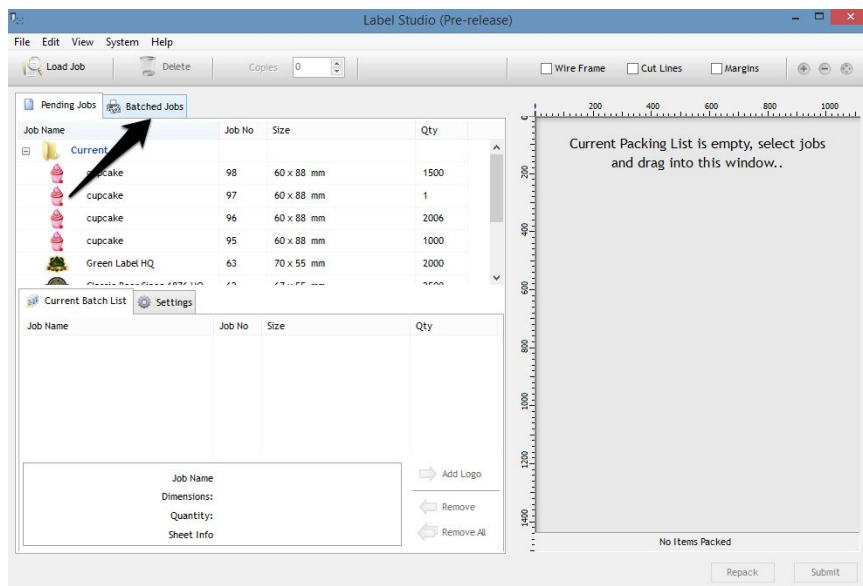 Label Studio (Pre-release)
File Edit View System Help
Load Job Delete Copies 0 Wire Frame Cut Lines Margins
Pending Jobs Batched Jobs
Job Name Job No Size Qty
Current
cupcake 98 60 x 88 mm 1500
cupcake 97 60 x 88 mm 1
cupcake 96 60 x 88 mm 2006
cupcake 95 60 x 88 mm 1000
Green Label HQ 63 70 x 55 mm 2000
Current Batch List Settings
Job Name Job No Size Qty
Job Name
Dimensions:
Quantity:
Sheet Info
Add Logo
Remove
Remove All
200 400 600 800 1000
0
200
400
600
800
1000
1200
1400
Current Packing List is empty, select jobs
and drag into this window..
No Items Packed
Repack Submit